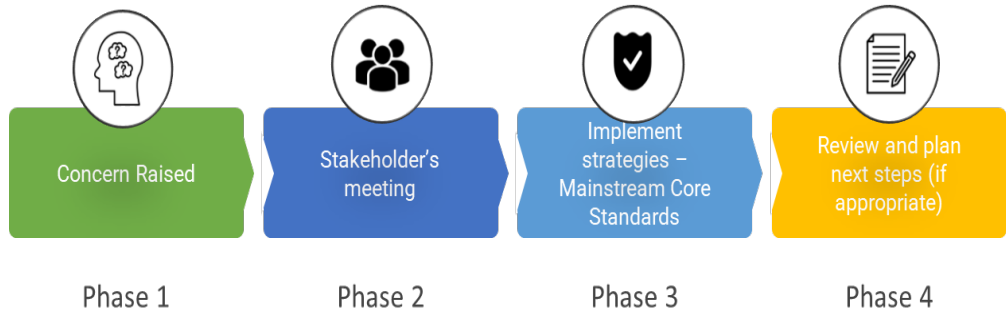 Concern Raised
Stakeholder's
meeting
Implement
strategies –
Mainstream Core
Standards
Review and plan
next steps (if
appropriate)
Phase 1
Phase 2
Phase 3
Phase 4